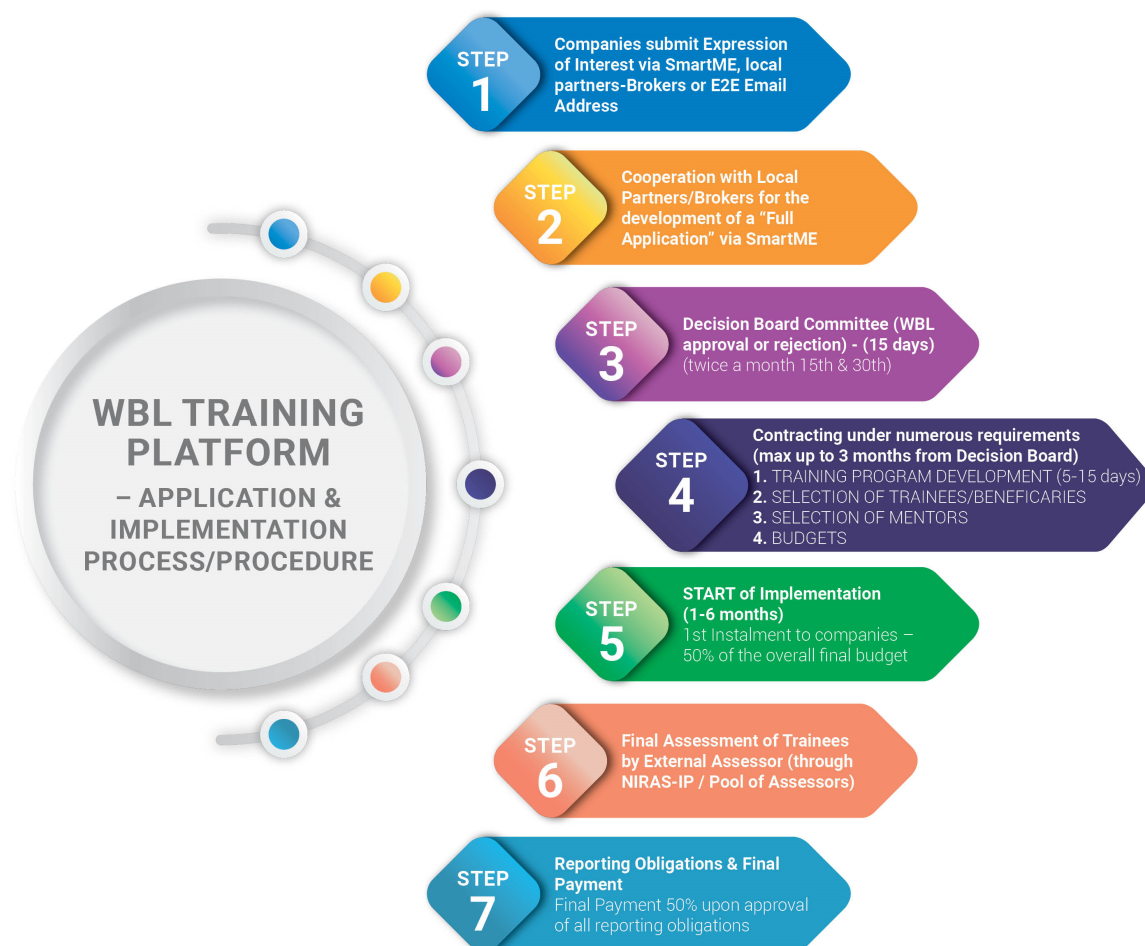 WBL TRAINING
PLATFORM
– APPLICATION &
IMPLEMENTATION
PROCESS/PROCEDURE
STEP
1
Companies submit Expression
of Interest via SmartME, local
partners-Brokers or E2E Email
Address
STEP
2
Cooperation with Local
Partners/Brokers for the
development of a “Full
Application” via SmartME
STEP
3
Decision Board Committee (WBL
approval or rejection) - (15 days)
(twice a month 15th & 30th)
STEP
4
Contracting under numerous requirements
(max up to 3 months from Decision Board)
1. TRAINING PROGRAM DEVELOPMENT (5-15 days)
2. SELECTION OF TRAINEES/BENEFICARIES
3. SELECTION OF MENTORS
4. BUDGETS
STEP
5
START of Implementation
(1-6 months)
1st Instalment to companies –
50% of the overall final budget
STEP
6
Final Assessment of Trainees
by External Assessor (through
NIRAS-IP / Pool of Assessors)
STEP
7
Reporting Obligations & Final
Payment
Final Payment 50% upon approval
of all reporting obligations